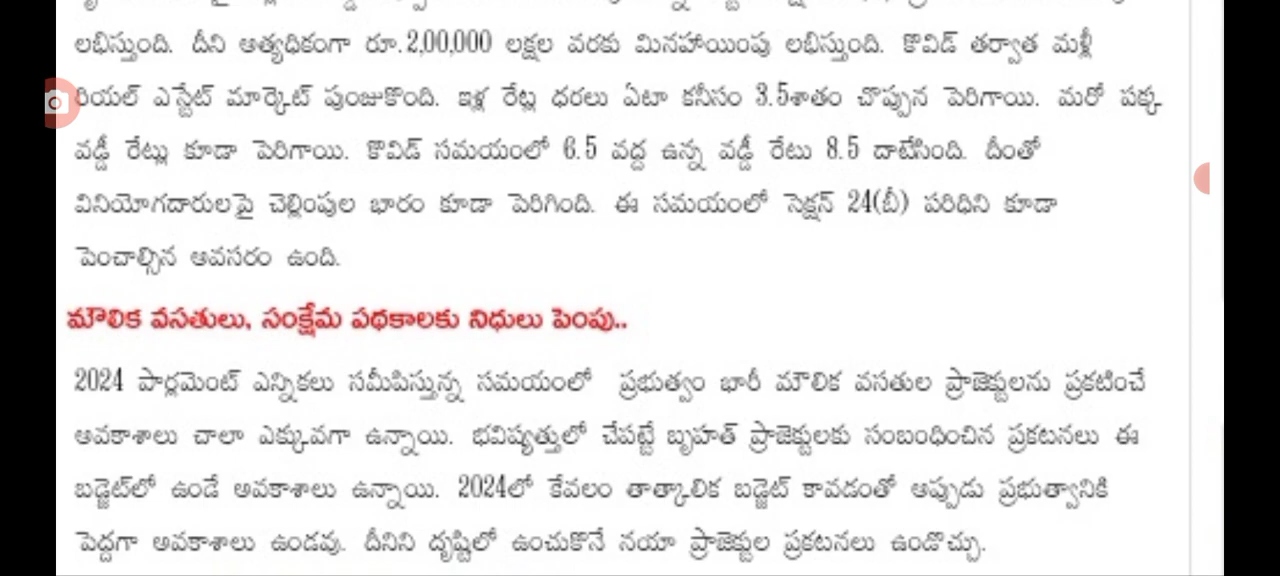 లభిస్తుంది. దీని అత్యధికంగా రూ.2,00,000 లక్షల వరకు మినహాయింపు లభిస్తుంది. కొవిడ్ తర్వాత మళ్లీ
రియల్ ఎస్టేట్ మార్కెట్ పుంజుకొంది. ఇళ్ల రేట్ల ధరలు ఏటా కనీసం 3.5శాతం చొప్పున పెరిగాయి. మరో పక్క
వడ్డీ రేట్లు కూడా పెరిగాయి. కొవిడ్ సమయంలో 6.5 వద్ద ఉన్న వడ్డీ రేటు 8.5 దాటేసింది. దీంతో
వినియోగదారులపై చెల్లింపుల భారం కూడా పెరిగింది. ఈ సమయంలో సెక్షన్ 24(బీ) పరిధిని కూడా
పెంచాల్సిన అవసరం ఉంది.
మౌలిక వసతులు, సంక్షేమ పథకాలకు నిధులు పెంపు..
2024 పార్లమెంట్ ఎన్నికలు సమీపిస్తున్న సమయంలో ప్రభుత్వం భారీ మౌలిక వసతుల ప్రాజెక్టులను ప్రకటించే
అవకాశాలు చాలా ఎక్కువగా ఉన్నాయి. భవిష్యత్తులో చేపట్టే బృహత్ ప్రాజెక్టులకు సంబంధించిన ప్రకటనలు ఈ
బడ్జెట్‌లో ఉండే అవకాశాలు ఉన్నాయి. 2024లో కేవలం తాత్కాలిక బడ్జెట్ కావడంతో అప్పుడు ప్రభుత్వానికి
పెద్దగా అవకాశాలు ఉండవు. దీనిని దృష్టిలో ఉంచుకొనే నయా ప్రాజెక్టుల ప్రకటనలు ఉండొచ్చు.